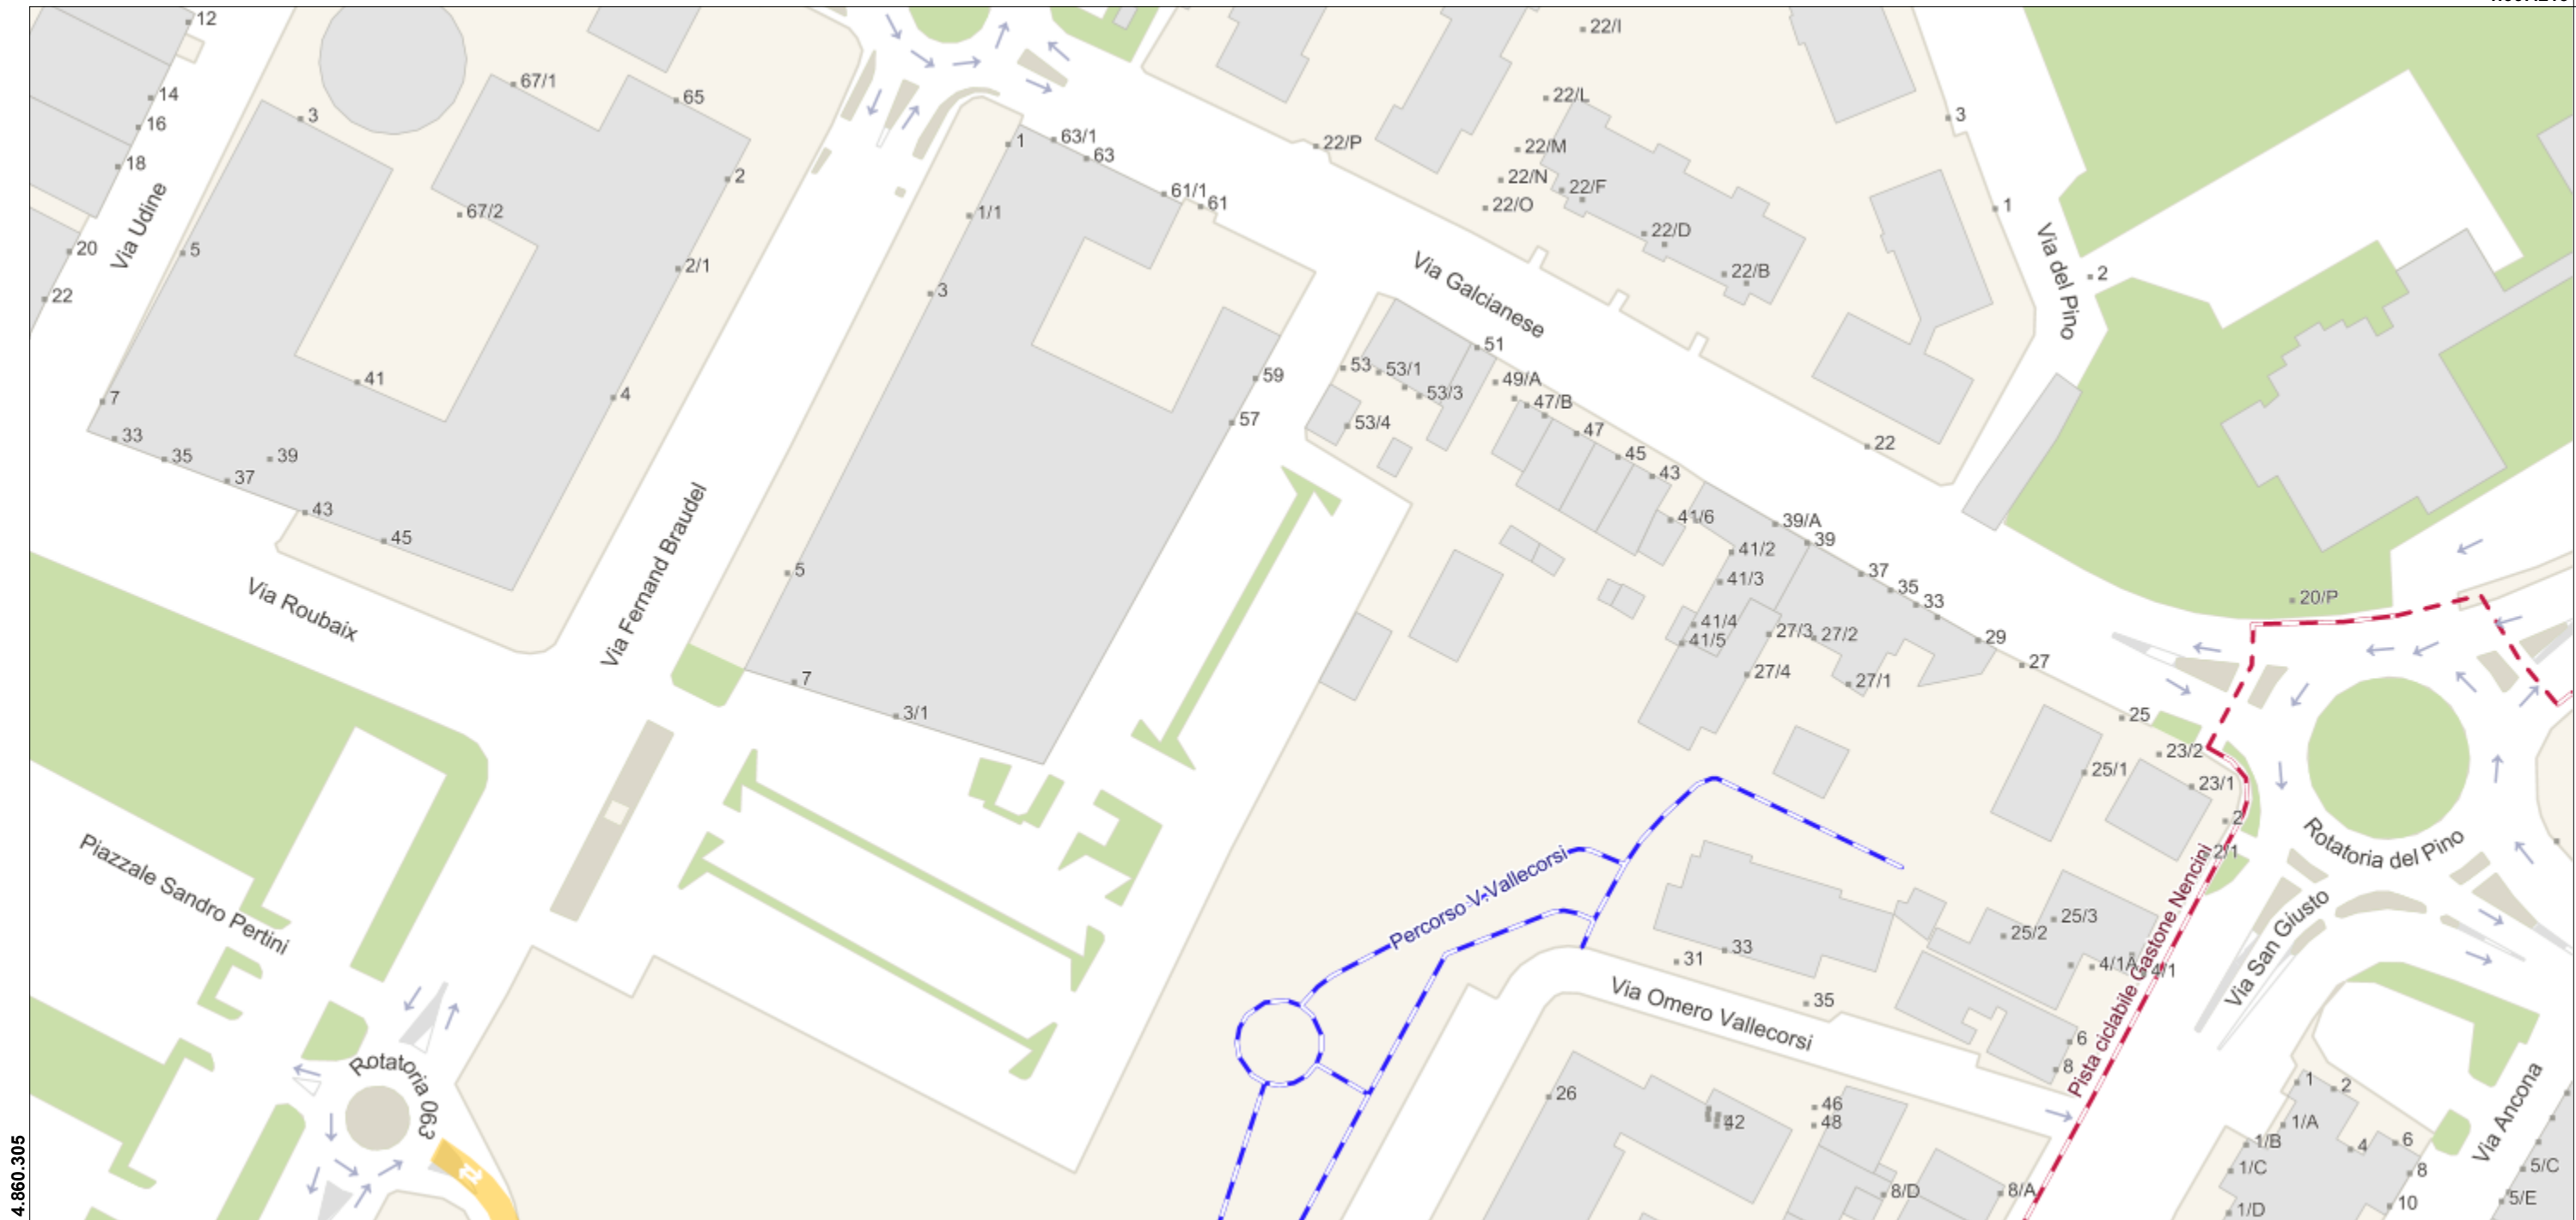 12
22/I
67/1
65
14
22/L
3
3
16
63/1
1
63
22/P
22/M
18
2
22/N
22/F
61/1
61
22/O
1
67/2
1/1
Via Udine
22/D
20
5
Via del Pino
2/1
22/B
2
22
3
Via Galcianese
51
53
53/1
59
41
49/A
53/3
7
4
47/B
57
53/4
33
47
22
35
39
45
37
43
43
41/6
39/A
45
39
Via Fernand Braudel
41/2
5
37
41/3
35
20/P
Via Roubaix
33
41/4
27/3
27/2
41/5
29
27
27/4
7
27/1
3/1
25
23/2
25/1
23/1
2
2/1
Rotatoria del Pino
Piazzale Sandro Pertini
Percorso V. Vallecorsi
25/3
25/2
33
31
4/1A
4/1
Pista ciclabile Gastone Nencini
Via San Giusto
35
Via Omero Vallecorsi
6
8
Rotatoria 063
1
2
26
46
42
48
1/A
Via Ancona
1/B
4
6
1/C
8
5/C
8/D
8/A
10
5/E
1/D
4.860.305